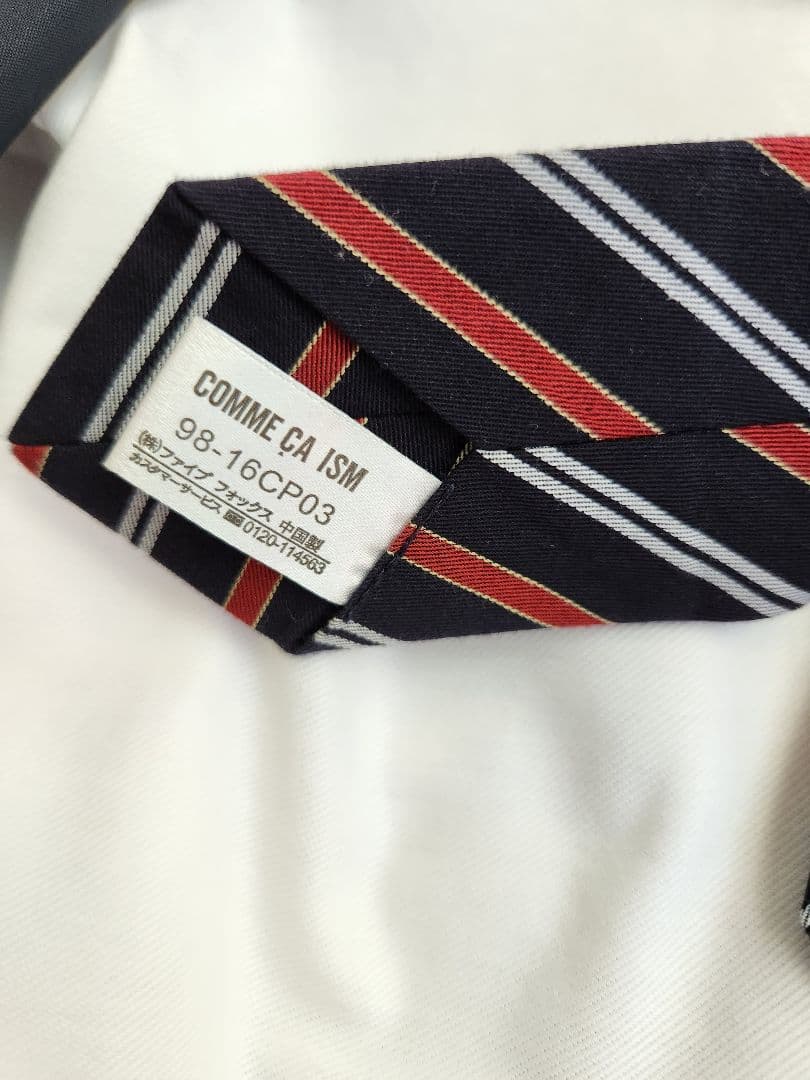 COMME CA ISM
98-16CP03
(株)ファイブ フォックス 中国製
カスタマーサービス 0120-114563